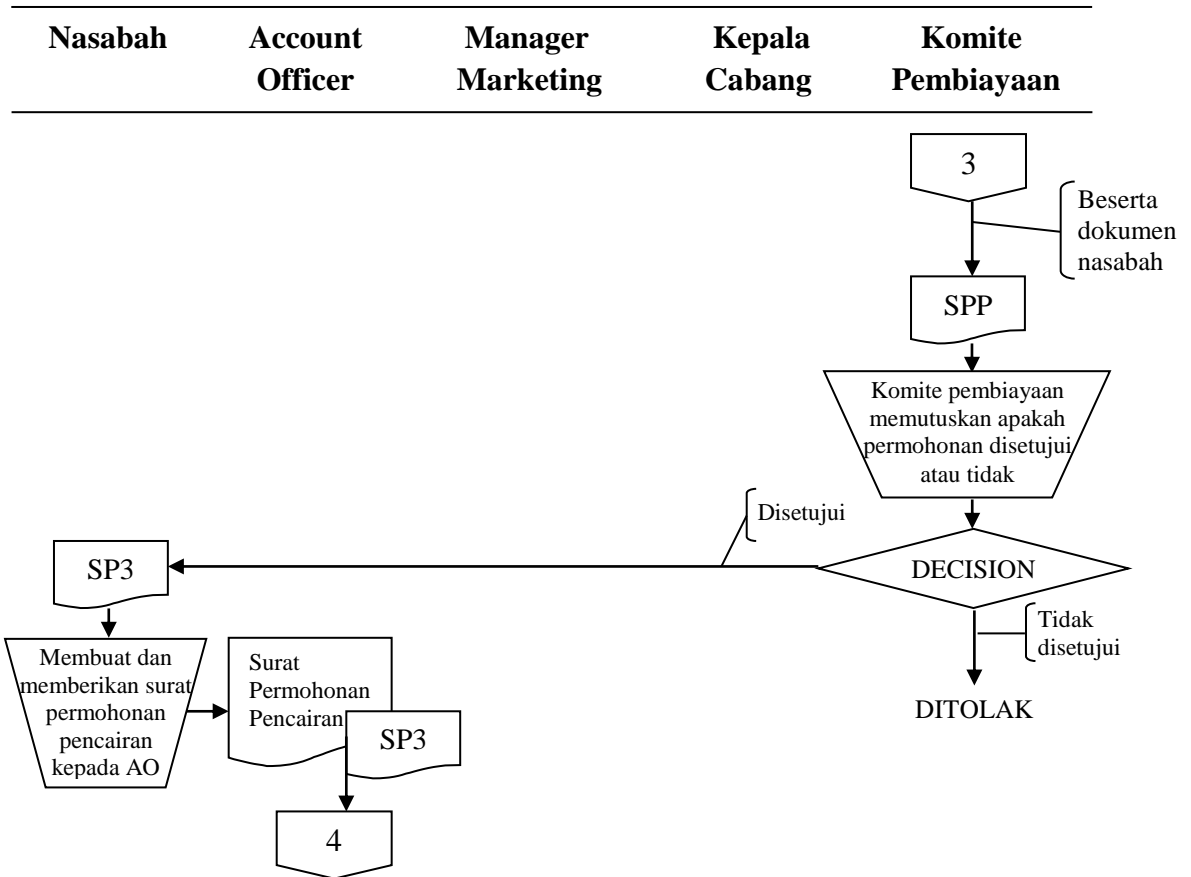 Nasabah Account Manager Kepala Komite
Officer Marketing Cabang Pembiayaan
3
Beserta
dokumen
nasabah
SPP
Komite pembiayaan
memutuskan apakah
permohonan disetujui
atau tidak
Disetujui
DECISION
SP3
Tidak
disetujui
DITOLAK
Membuat dan
memberikan surat
permohonan
pencairan
kepada AO
Surat
Permohonan
Pencairan
SP3
4